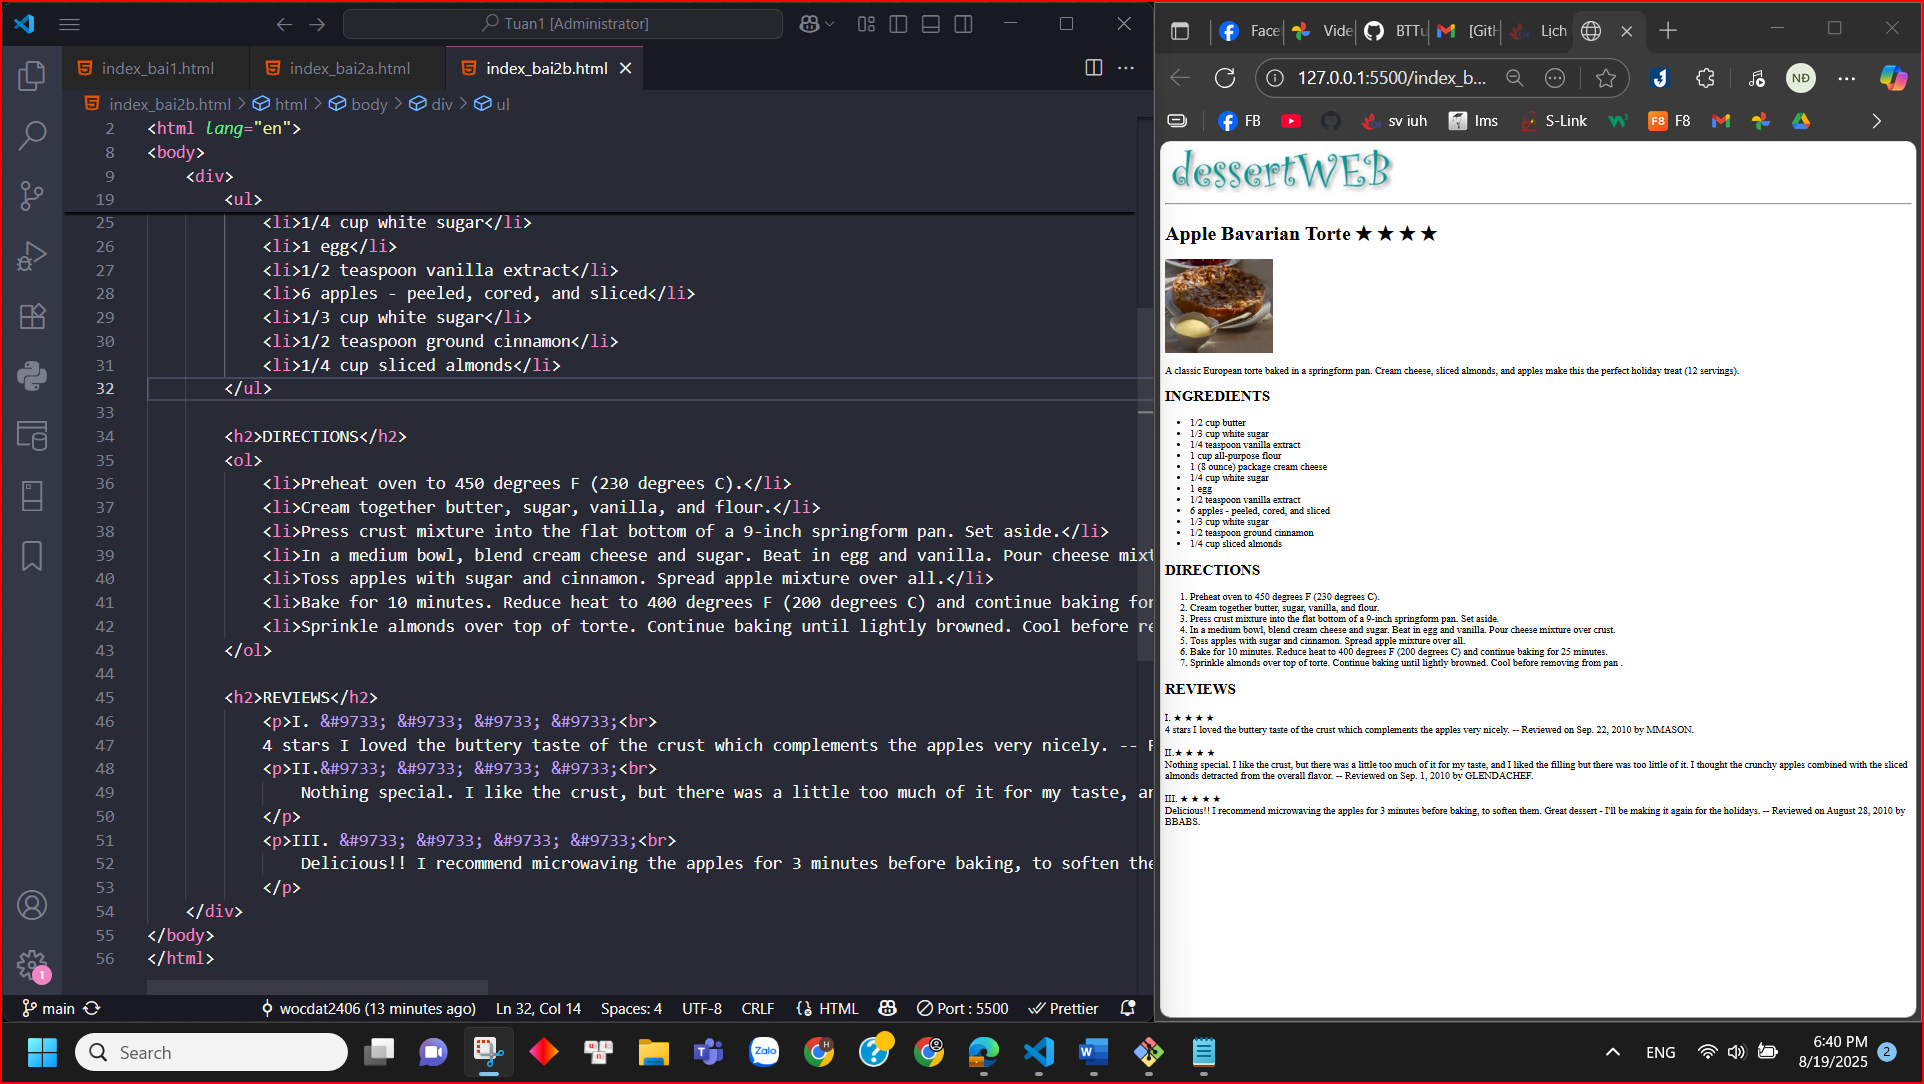 Tuan1 [Administrator]
index_bai1.html
index_bai2a.html
index_bai2b.html
index_bai2b.html > html > body > div > ul
2 <html lang="en">
8 <body>
9 <div>
19 <ul>
25 <li>1/4 cup white sugar</li>
26 <li>1 egg</li>
27 <li>1/2 teaspoon vanilla extract</li>
28 <li>6 apples - peeled, cored, and sliced</li>
29 <li>1/3 cup white sugar</li>
30 <li>1/2 teaspoon ground cinnamon</li>
31 <li>1/4 cup sliced almonds</li>
32 </ul>
33
34 <h2>DIRECTIONS</h2>
35 <ol>
36 <li>Preheat oven to 450 degrees F (230 degrees C).</li>
37 <li>Cream together butter, sugar, vanilla, and flour.</li>
38 <li>Press crust mixture into the flat bottom of a 9-inch springform pan. Set aside.</li>
39 <li>In a medium bowl, blend cream cheese and sugar. Beat in egg and vanilla. Pour cheese mixt
40 <li>Toss apples with sugar and cinnamon. Spread apple mixture over all.</li>
41 <li>Bake for 10 minutes. Reduce heat to 400 degrees F (200 degrees C) and continue baking for
42 <li>Sprinkle almonds over top of torte. Continue baking until lightly browned. Cool before re
43 </ol>
44
45 <h2>REVIEWS</h2>
46 <p>I. &#9733; &#9733; &#9733; &#9733;<br>
47 4 stars I loved the buttery taste of the crust which complements the apples very nicely. --
48 <p>II.&#9733; &#9733; &#9733; &#9733;<br>
49 Nothing special. I like the crust, but there was a little too much of it for my taste, an
50 </p>
51 <p>III. &#9733; &#9733; &#9733; &#9733;<br>
52 Delicious!! I recommend microwaving the apples for 3 minutes before baking, to soften the
53 </p>
54 </div>
55 </body>
56 </html>
1
main
wocdat2406 (13 minutes ago)
Ln 32, Col 14
Spaces: 4
UTF-8
CRLF
HTML
Port : 5500
Prettier
Face
Vide
BTTu
[Gith
Lịch
127.0.0.1:5500/index_b...
NĐ
FB
sv iuh
lms
S-Link
F8 F8
dessertWEB
Apple Bavarian Torte ★ ★ ★ ★
A classic European torte baked in a springform pan. Cream cheese, sliced almonds, and apples make this the perfect holiday treat (12 servings).
INGREDIENTS
• 1/2 cup butter
• 1/3 cup white sugar
• 1/4 teaspoon vanilla extract
• 1 cup all-purpose flour
• 1 (8 ounce) package cream cheese
• 1/4 cup white sugar
• 1 egg
• 1/2 teaspoon vanilla extract
• 6 apples - peeled, cored, and sliced
• 1/3 cup white sugar
• 1/2 teaspoon ground cinnamon
• 1/4 cup sliced almonds
DIRECTIONS
1. Preheat oven to 450 degrees F (230 degrees C).
2. Cream together butter, sugar, vanilla, and flour.
3. Press crust mixture into the flat bottom of a 9-inch springform pan. Set aside.
4. In a medium bowl, blend cream cheese and sugar. Beat in egg and vanilla. Pour cheese mixture over crust.
5. Toss apples with sugar and cinnamon. Spread apple mixture over all.
6. Bake for 10 minutes. Reduce heat to 400 degrees F (200 degrees C) and continue baking for 25 minutes.
7. Sprinkle almonds over top of torte. Continue baking until lightly browned. Cool before removing from pan .
REVIEWS
I. ★ ★ ★ ★
4 stars I loved the buttery taste of the crust which complements the apples very nicely. -- Reviewed on Sep. 22, 2010 by MMASON.
II.★ ★ ★ ★
Nothing special. I like the crust, but there was a little too much of it for my taste, and I liked the filling but there was too little of it. I thought the crunchy apples combined with the sliced
almonds detracted from the overall flavor. -- Reviewed on Sep. 1, 2010 by GLENDACHEF.
III. ★ ★ ★ ★
Delicious!! I recommend microwaving the apples for 3 minutes before baking, to soften them. Great dessert - I'll be making it again for the holidays. -- Reviewed on August 28, 2010 by
BBABS.
Search
Zalo
ENG
6:40 PM
8/19/2025
2